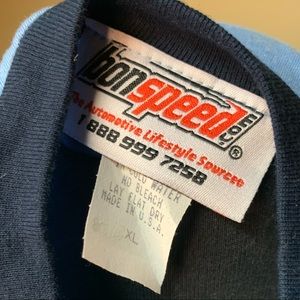 bonspeed.com®
The Automotive Lifestyle Source®
1 888 999 7258
COLD WATER
NO BLEACH
LAY FLAT DRY
MADE IN U.S.A.
XL